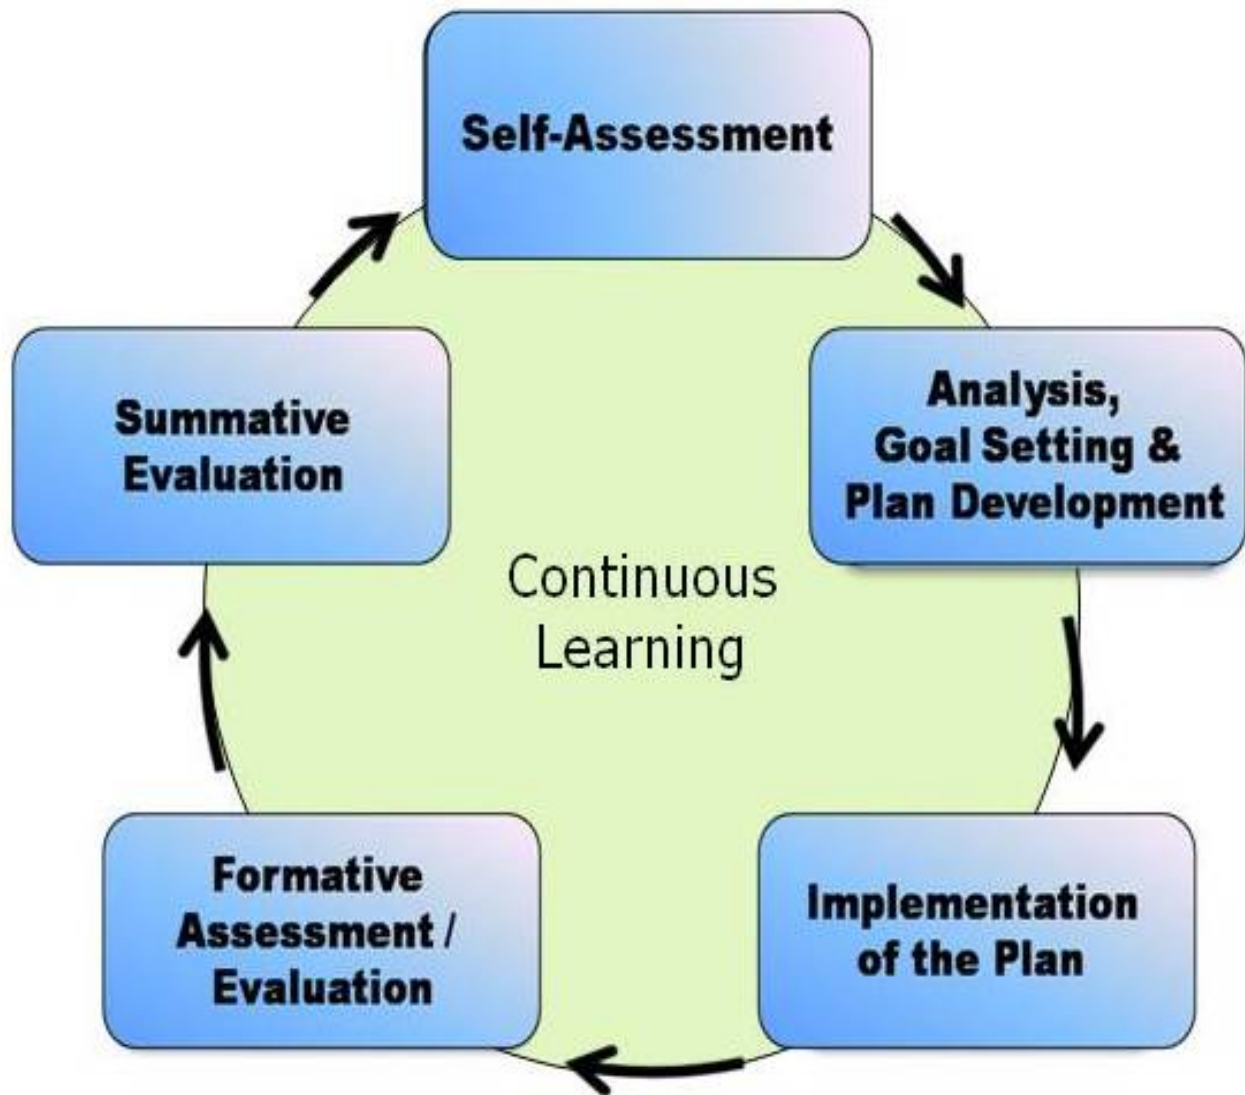 Self-Assessment
Analysis,
Goal Setting &
Plan Development
Implementation
of the Plan
Formative
Assessment /
Evaluation
Summative
Evaluation
Continuous
Learning